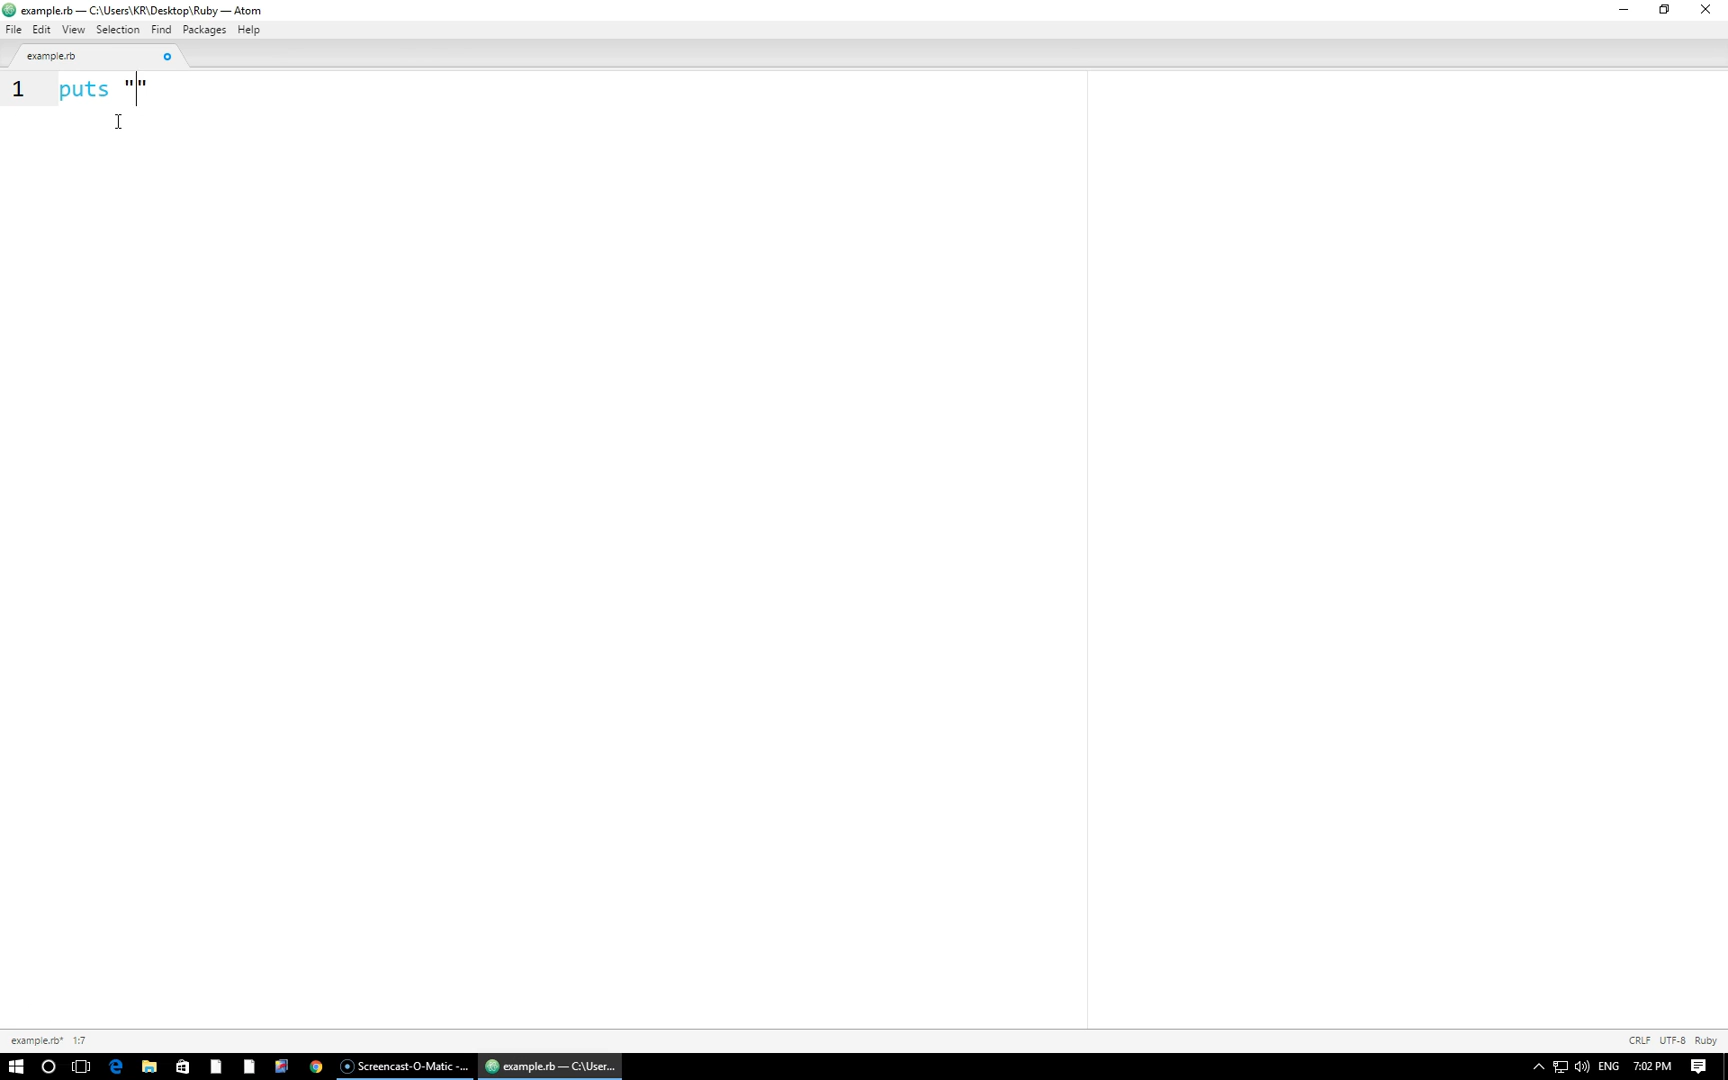 example.rb — C:\Users\KR\Desktop\Ruby — Atom
File Edit View Selection Find Packages Help
example.rb
1 puts ""
example.rb* 1:7
CRLF UTF-8 Ruby
Screencast-O-Matic -... example.rb — C:\User... ENG 7:02 PM